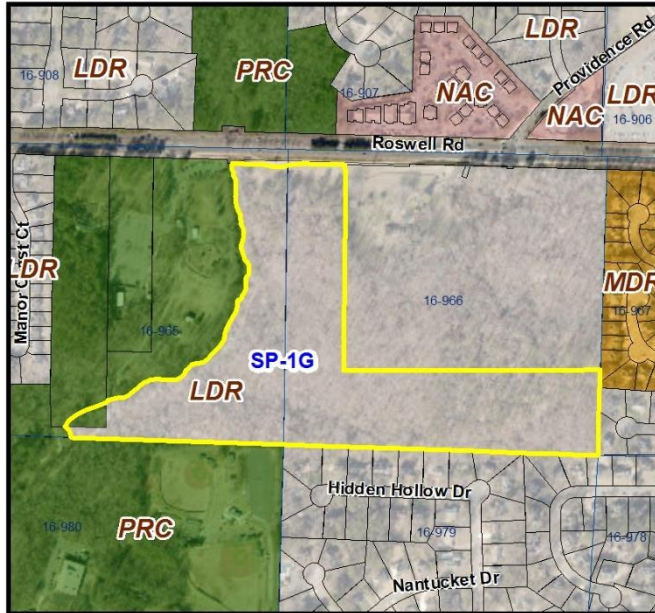 LDR
Providence Rd
16-908
LDR
PRC
16-907
NAC
NAC
LDR
16-906
Roswell Rd
LDR
Manor Crest Ct
16-965
16-966
MDR
16-967
SP-1G
LDR
Hidden Hollow Dr
16-980
PRC
16-979
16-978
Nantucket Dr